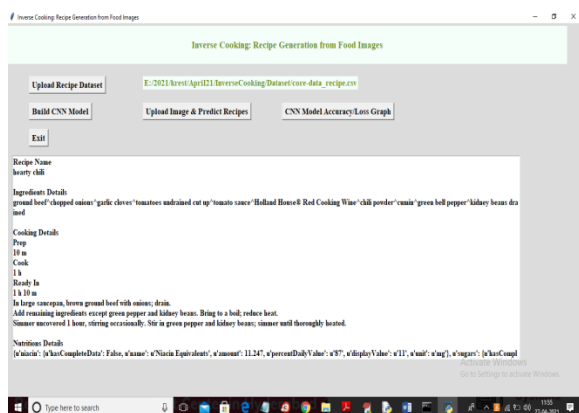 Inverse Cooking: Recipe Generation from Food Images
Inverse Cooking: Recipe Generation from Food Images
Upload Recipe Dataset
E:/2021/krest/April21/InverseCooking/Dataset/core-data_recipe.csv
Build CNN Model
Upload Image & Predict Recipes
CNN Model Accuracy/Loss Graph
Exit
Recipe Name
hearty chili
Ingredients Details
ground beef^chopped onions^garlic cloves^tomatoes undrained cut up^tomato sauce^Holland House® Red Cooking Wine^chili powder^cumin^green bell pepper^kidney beans dra
ined
Cooking Details
Prep
10 m
Cook
1 h
Ready In
1 h 10 m
In large saucepan, brown ground beef with onions; drain.
Add remaining ingredients except green pepper and kidney beans. Bring to a boil; reduce heat.
Simmer uncovered 1 hour, stirring occasionally. Stir in green pepper and kidney beans; simmer until thoroughly heated.
Nutritious Details
{u'niacin': {u'hasCompleteData': False, u'name': u'Niacin Equivalents', u'amount': 11.247, u'percentDailyValue': u'87', u'displayValue': u'11', u'unit': u'mg'}, u'sugars': {u'hasCompl
Activate Windows
Go to Settings to activate Windows.
Type here to search
1155
27-04-2021